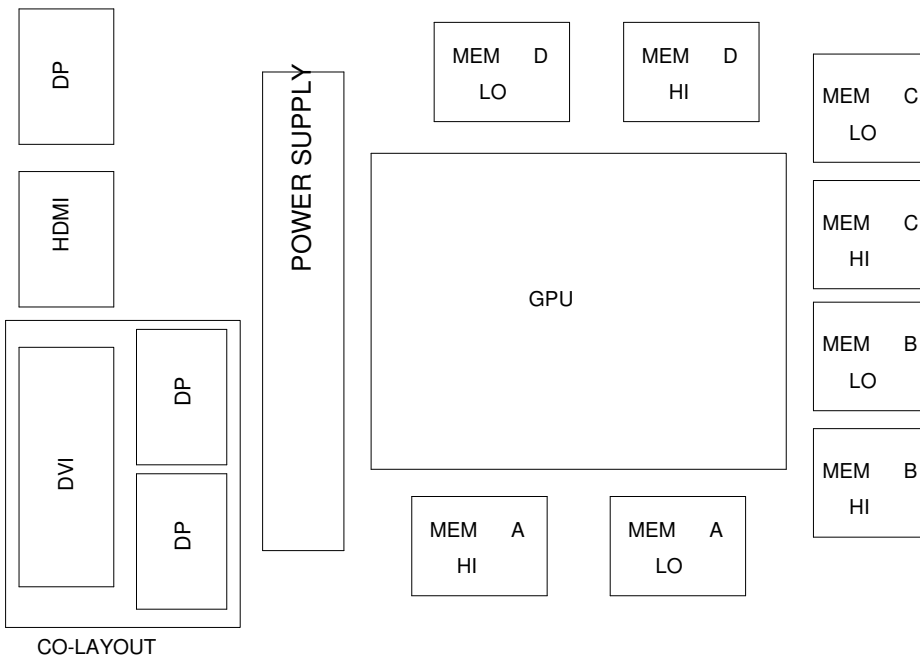 DP
HDMI
DVI
DP
DP
CO-LAYOUT
POWER SUPPLY
MEM D
LO
MEM D
HI
GPU
MEM A
HI
MEM A
LO
MEM C
LO
MEM C
HI
MEM B
LO
MEM B
HI